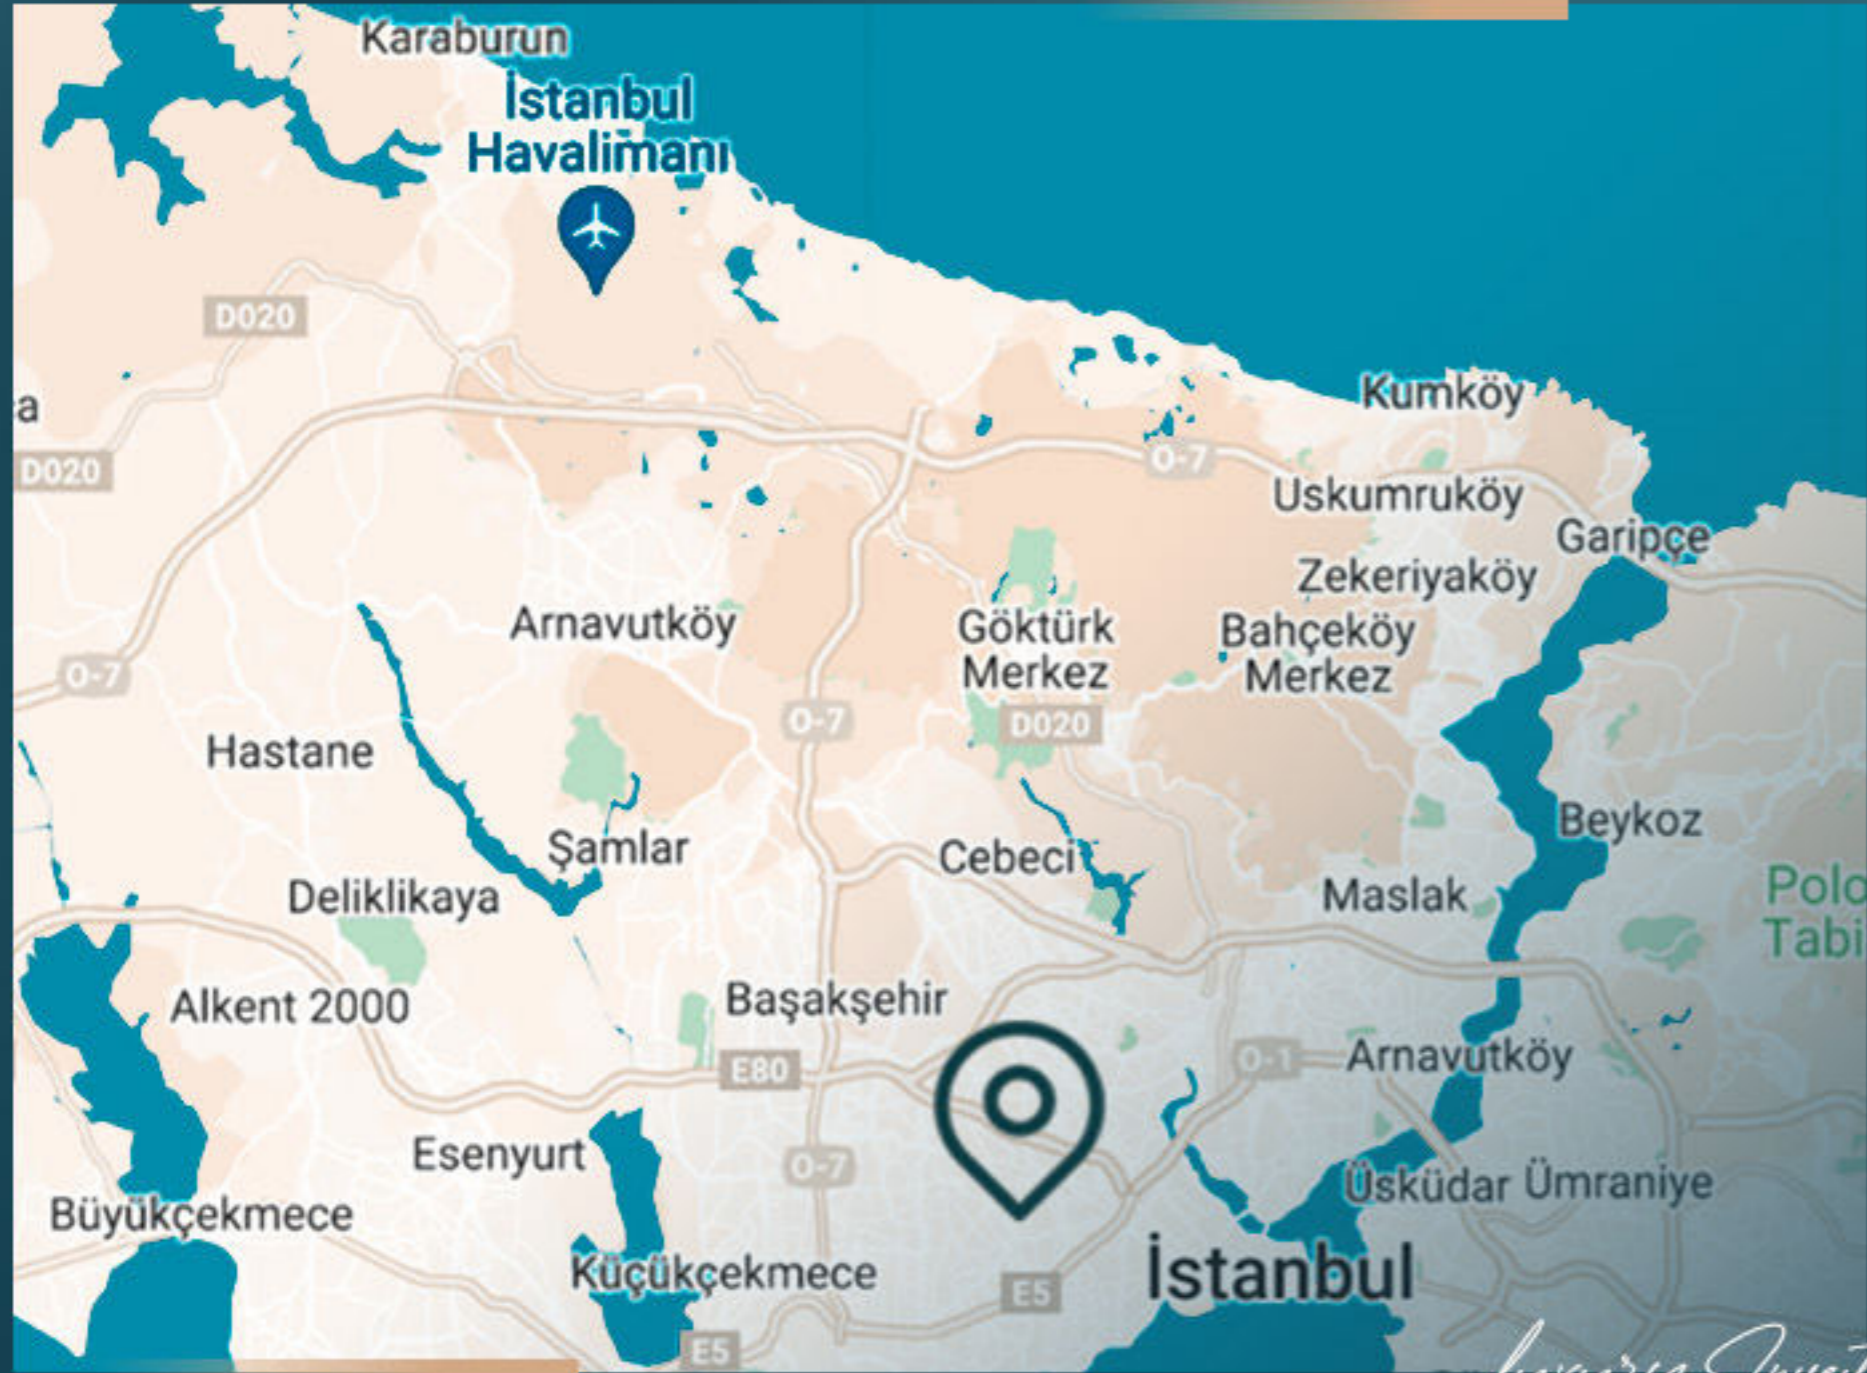 Karaburun
İstanbul
Havalimanı
D020
a
D020
Kumköy
O-7
Uskumruköy
Garipçe
Zekeriyaköy
Arnavutköy
Göktürk
Merkez
Bahçeköy
Merkez
O-7
O-7
D020
Hastane
Beykoz
Şamlar
Cebeci
Deliklikaya
Maslak
Polo
Tabi
Alkent 2000
Başakşehir
E80
O-1
Arnavutköy
Esenyurt
O-7
Üsküdar
Ümraniye
Büyükçekmece
Küçükçekmece
İstanbul
E5
E5